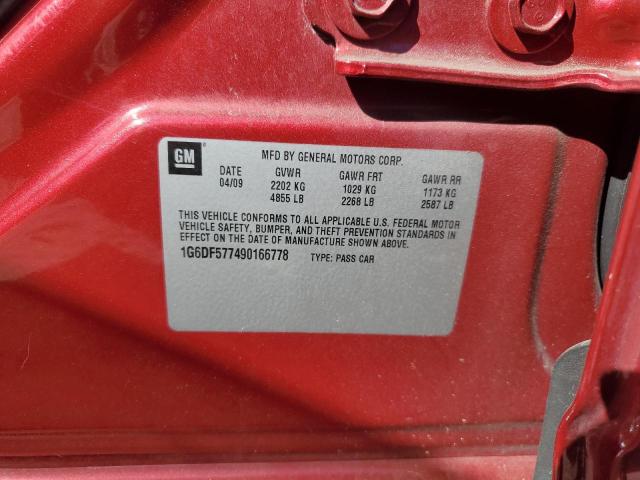 GM
MFD BY GENERAL MOTORS CORP.
DATE GVWR GAWR FRT GAWR RR
04/09 2202 KG 1029 KG 1173 KG
4855 LB 2268 LB 2587 LB
THIS VEHICLE CONFORMS TO ALL APPLICABLE U.S. FEDERAL MOTOR
VEHICLE SAFETY, BUMPER, AND THEFT PREVENTION STANDARDS IN
EFFECT ON THE DATE OF MANUFACTURE SHOWN ABOVE.
1G6DF577490166778 TYPE: PASS CAR